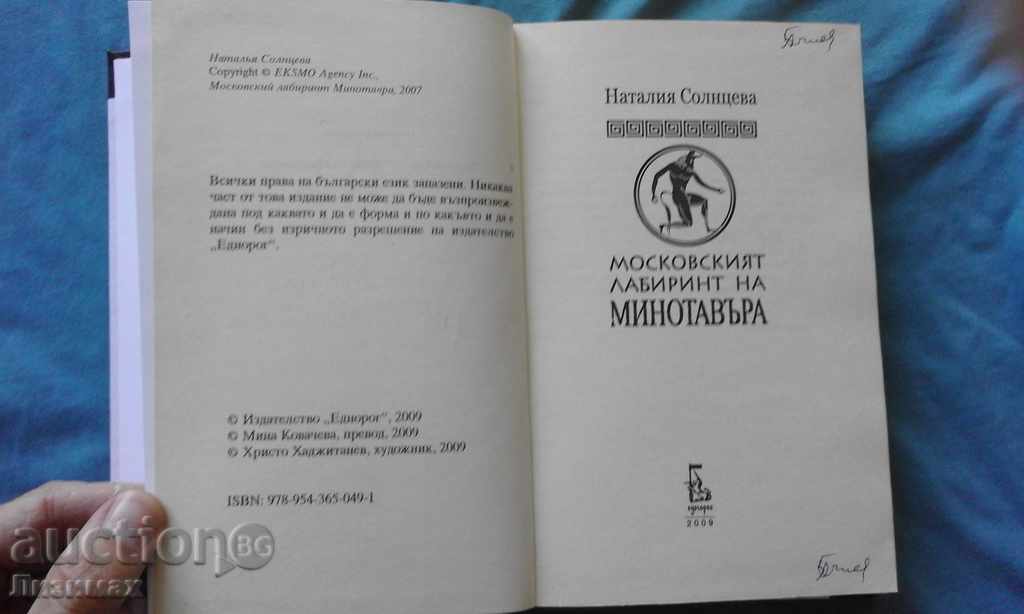 Наталья Солнцева
Copyright © EKSMO Agency Inc.,
Московский лабиринт Минотавра, 2007
Всички права на български език запазени. Никаква
част от това издание не може да бъде възпроизвеж-
дана под каквато и да е форма и по какъвто и да е
начин без изричното разрешение на издателство
„Еднорог“.
© Издателство „Еднорог“, 2009
© Мина Ковачева, превод, 2009
© Христо Хаджитанев, художник, 2009
ISBN: 978-954-365-049-1
Наталия Солнцева
МОСКОВСКИЯТ
ЛАБИРИНТ НА
МИНОТАВЪРА
еднорог
2009
auction BG
Лизимах